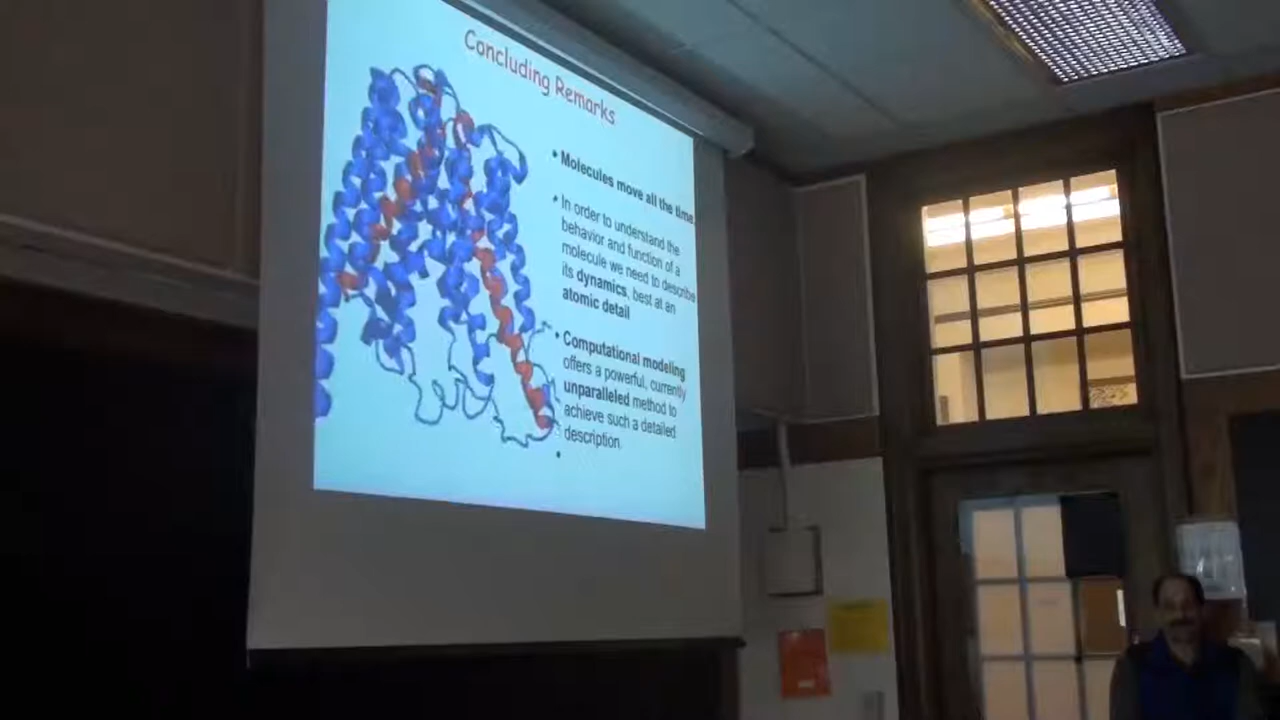 Concluding Remarks
• Molecules move all the time
• In order to understand the
behavior and function of a
molecule we need to describe
its dynamics, best at an
atomic detail
• Computational modeling
offers a powerful, currently
unparalleled method to
achieve such a detailed
description.
•